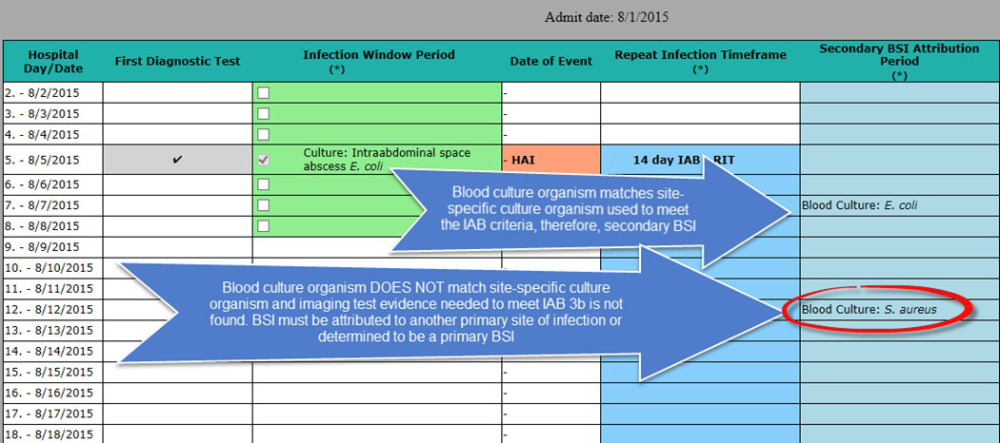 Admit date: 8/1/2015
Hospital Day/Date First Diagnostic Test Infection Window Period (*) Date of Event Repeat Infection Timeframe (*) Secondary BSI Attribution Period (*)
2. - 8/2/2015 -
3. - 8/3/2015 -
4. - 8/4/2015 -
5. - 8/5/2015 ✔ Culture: Intraabdominal space abscess E. coli - HAI 14 day IAB RIT
6. - 8/6/2015
7. - 8/7/2015 Blood Culture: E. coli
8. - 8/8/2015
Blood culture organism matches site-
specific culture organism used to meet
the IAB criteria, therefore, secondary BSI
9. - 8/9/2015
10. - 8/10/2015 -
11. - 8/11/2015
12. - 8/12/2015 Blood Culture: S. aureus
13. - 8/13/2015
14. - 8/14/2015
Blood culture organism DOES NOT match site-specific culture
organism and imaging test evidence needed to meet IAB 3b is not
found. BSI must be attributed to another primary site of infection or
determined to be a primary BSI
15. - 8/15/2015 -
16. - 8/16/2015 -
17. - 8/17/2015 -
18. - 8/18/2015 -